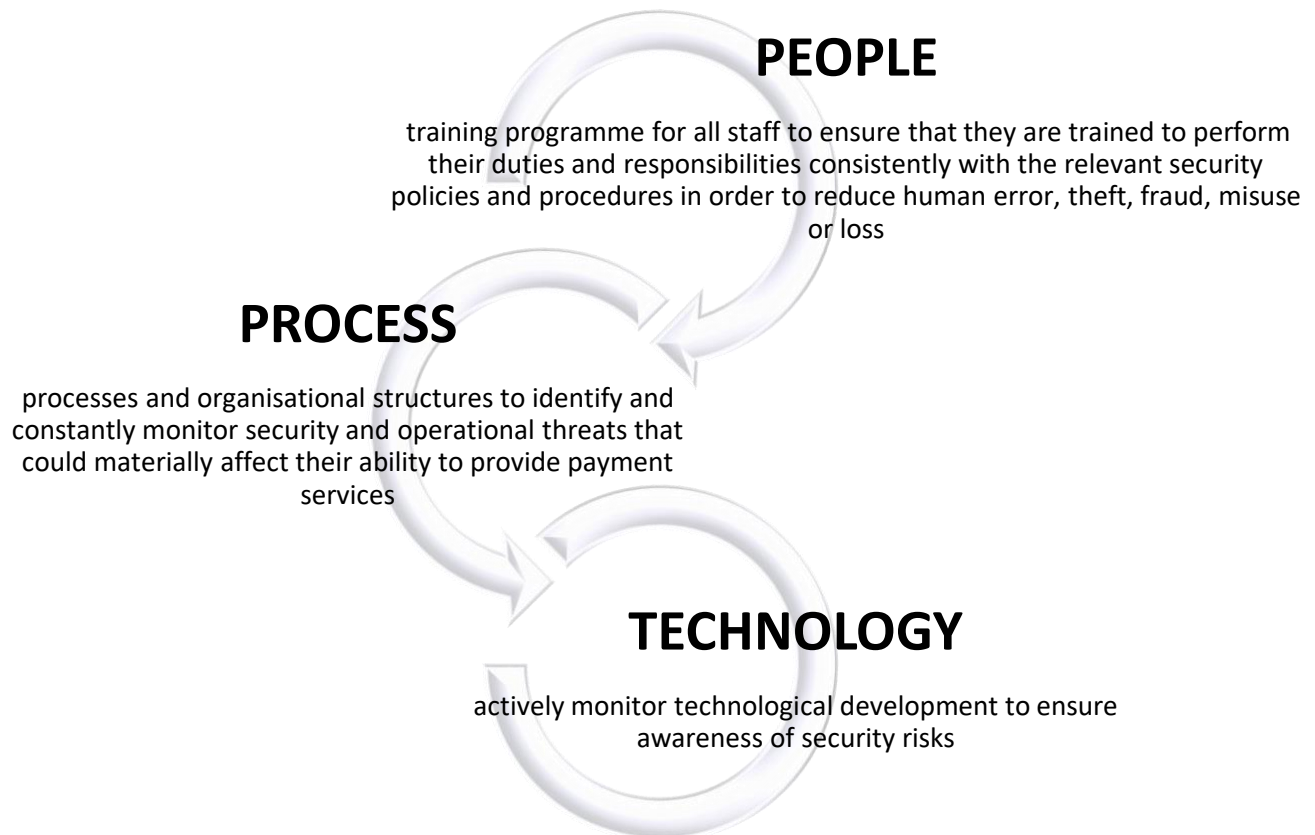 PEOPLE
training programme for all staff to ensure that they are trained to perform
their duties and responsibilities consistently with the relevant security
policies and procedures in order to reduce human error, theft, fraud, misuse
or loss
PROCESS
processes and organisational structures to identify and
constantly monitor security and operational threats that
could materially affect their ability to provide payment
services
TECHNOLOGY
actively monitor technological development to ensure
awareness of security risks